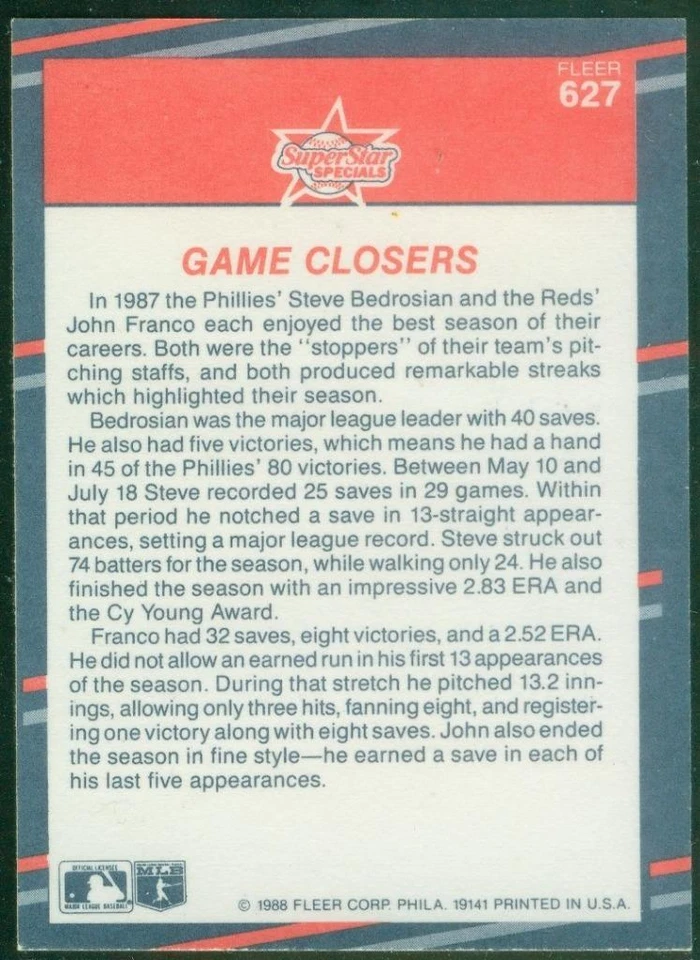 FLEER
627
SuperStar
SPECIALS
GAME CLOSERS
In 1987 the Phillies' Steve Bedrosian and the Reds'
John Franco each enjoyed the best season of their
careers. Both were the "stoppers" of their team's pit-
ching staffs, and both produced remarkable streaks
which highlighted their season.
Bedrosian was the major league leader with 40 saves.
He also had five victories, which means he had a hand
in 45 of the Phillies' 80 victories. Between May 10 and
July 18 Steve recorded 25 saves in 29 games. Within
that period he notched a save in 13-straight appear-
ances, setting a major league record. Steve struck out
74 batters for the season, while walking only 24. He also
finished the season with an impressive 2.83 ERA and
the Cy Young Award.
Franco had 32 saves, eight victories, and a 2.52 ERA.
He did not allow an earned run in his first 13 appearances
of the season. During that stretch he pitched 13.2 inn-
ings, allowing only three hits, fanning eight, and register-
ing one victory along with eight saves. John also ended
the season in fine style—he earned a save in each of
his last five appearances.
OFFICIAL LICENSEE
MAJOR LEAGUE BASEBALL
MLB
© 1988 FLEER CORP. PHILA. 19141 PRINTED IN U.S.A.